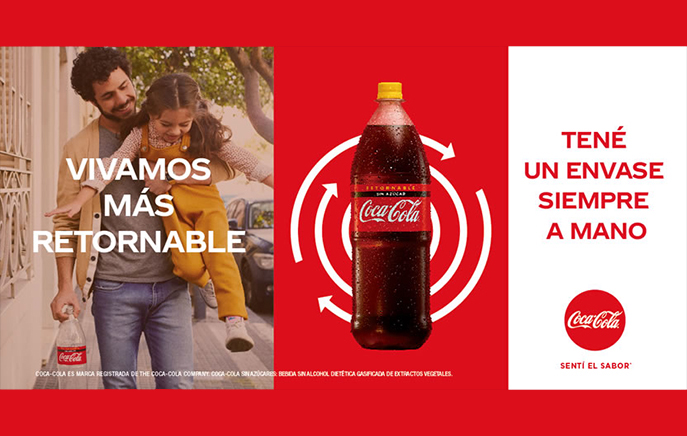 VIVAMOS
MÁS
RETORNABLE
Coca-Cola
RETORNABLE
SIN AZÚCAR
Coca-Cola
TENÉ
UN ENVASE
SIEMPRE
A MANO
Coca-Cola
SENTÍ EL SABOR
COCA-COLA ES MARCA REGISTRADA DE THE COCA-COLA COMPANY. COCA-COLA SIN AZÚCARES: BEBIDA SIN ALCOHOL DIETÉTICA GASIFICADA DE EXTRACTOS VEGETALES.